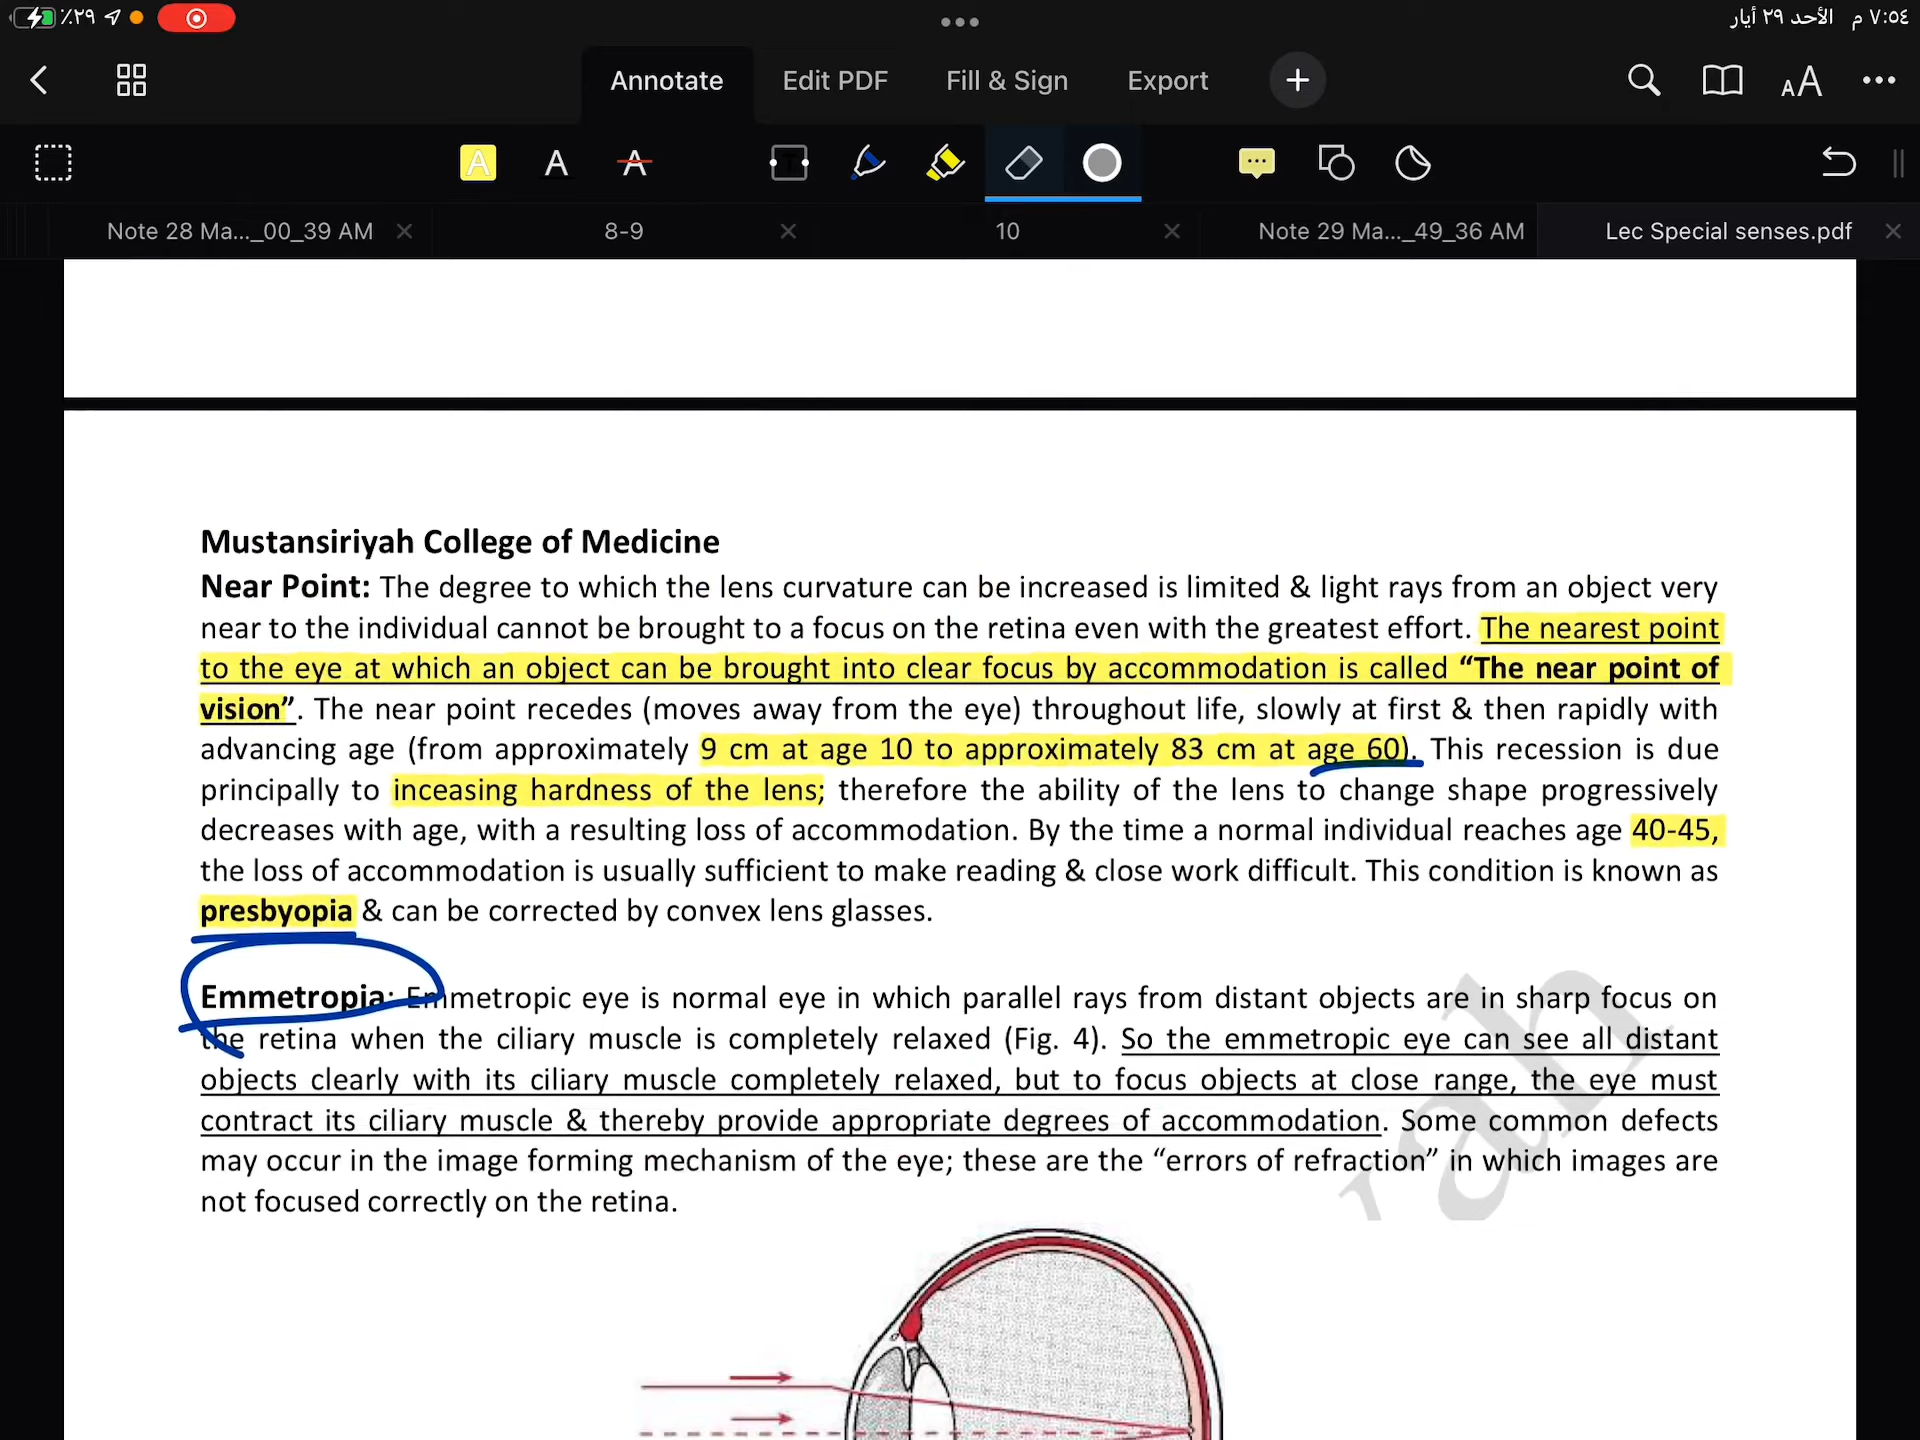 ٪٢٩
٧:٥٤ م الأحد ٢٩ أيار
Annotate Edit PDF Fill & Sign Export
AA
A A A T
Note 28 Ma..._00_39 AM 8-9 10 Note 29 Ma..._49_36 AM Lec Special senses.pdf
Mustansiriyah College of Medicine
Near Point: The degree to which the lens curvature can be increased is limited & light rays from an object very
near to the individual cannot be brought to a focus on the retina even with the greatest effort. The nearest point
to the eye at which an object can be brought into clear focus by accommodation is called “The near point of
vision”. The near point recedes (moves away from the eye) throughout life, slowly at first & then rapidly with
advancing age (from approximately 9 cm at age 10 to approximately 83 cm at age 60). This recession is due
principally to inceasing hardness of the lens; therefore the ability of the lens to change shape progressively
decreases with age, with a resulting loss of accommodation. By the time a normal individual reaches age 40-45,
the loss of accommodation is usually sufficient to make reading & close work difficult. This condition is known as
presbyopia & can be corrected by convex lens glasses.
Emmetropia: Emmetropic eye is normal eye in which parallel rays from distant objects are in sharp focus on
the retina when the ciliary muscle is completely relaxed (Fig. 4). So the emmetropic eye can see all distant
objects clearly with its ciliary muscle completely relaxed, but to focus objects at close range, the eye must
contract its ciliary muscle & thereby provide appropriate degrees of accommodation. Some common defects
may occur in the image forming mechanism of the eye; these are the “errors of refraction” in which images are
not focused correctly on the retina.